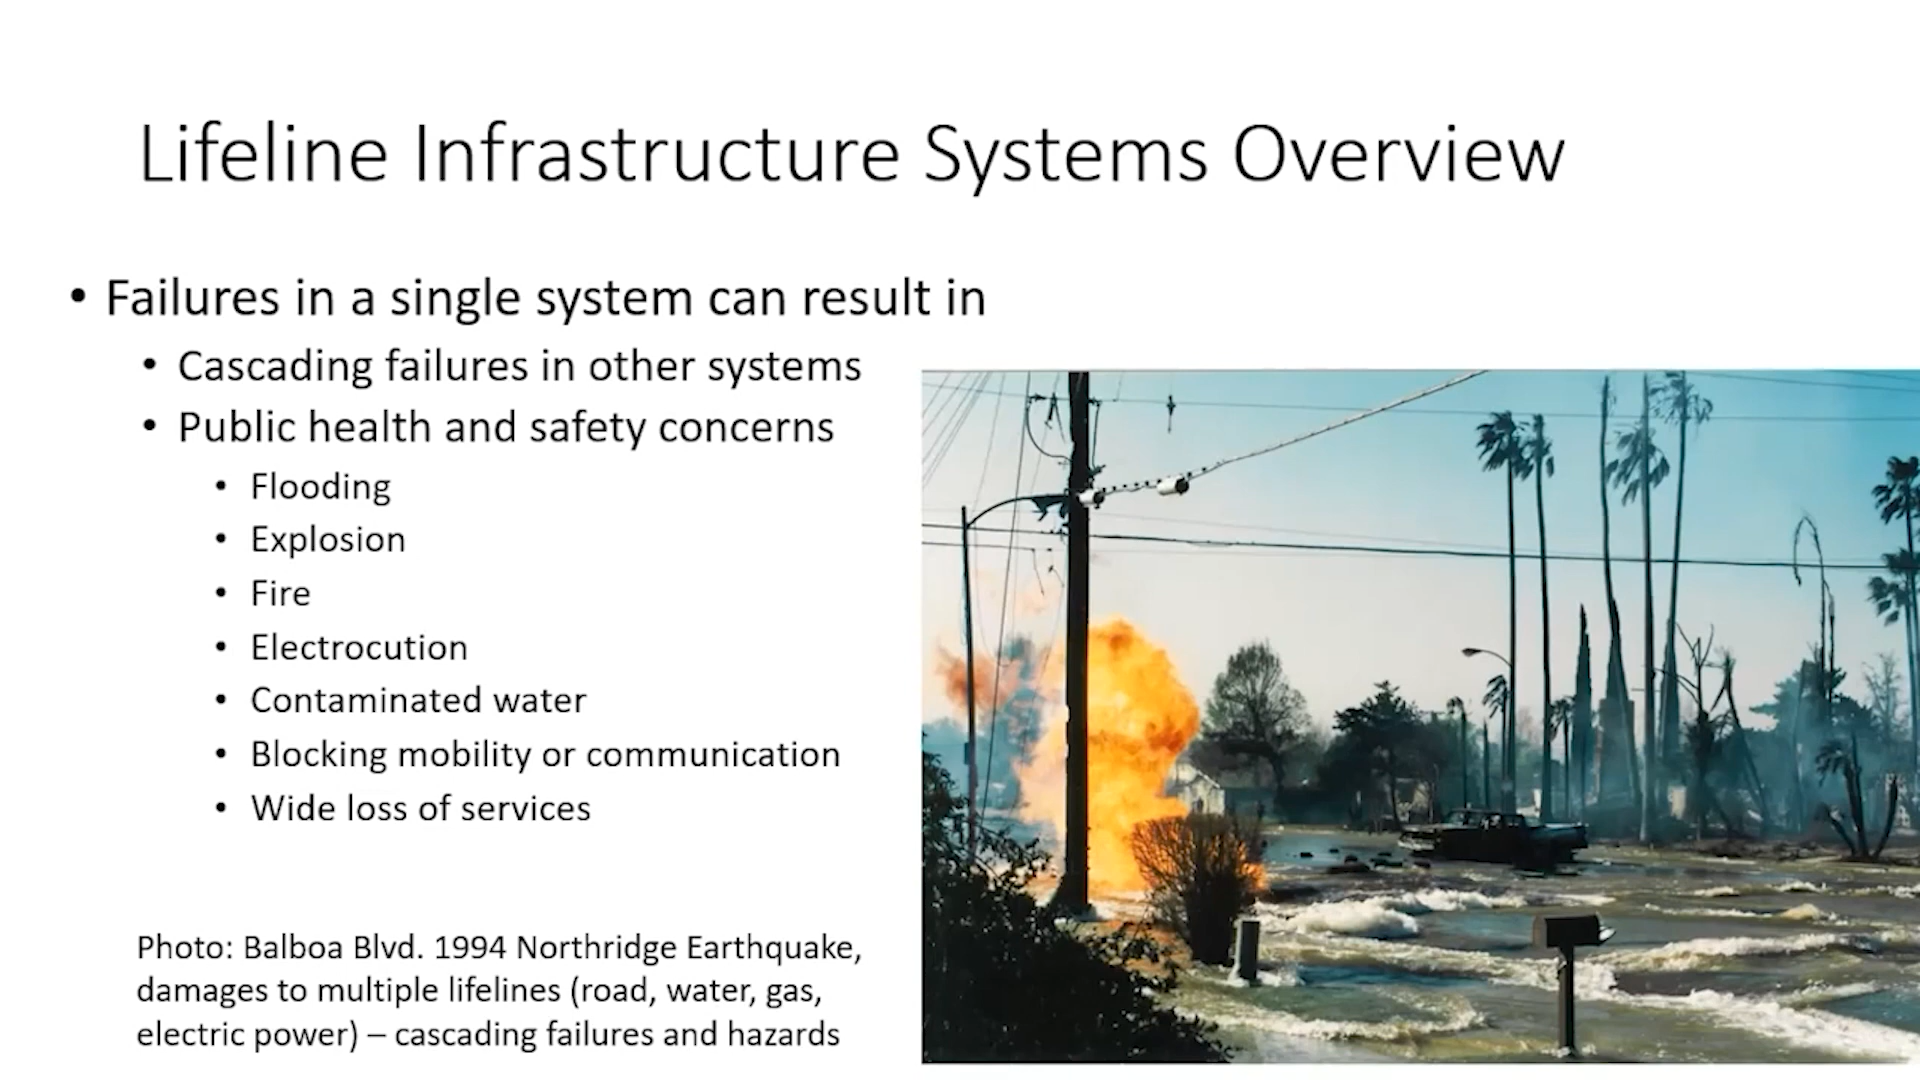 Lifeline Infrastructure Systems Overview
• Failures in a single system can result in
• Cascading failures in other systems
• Public health and safety concerns
• Flooding
• Explosion
• Fire
• Electrocution
• Contaminated water
• Blocking mobility or communication
• Wide loss of services
Photo: Balboa Blvd. 1994 Northridge Earthquake,
damages to multiple lifelines (road, water, gas,
electric power) – cascading failures and hazards